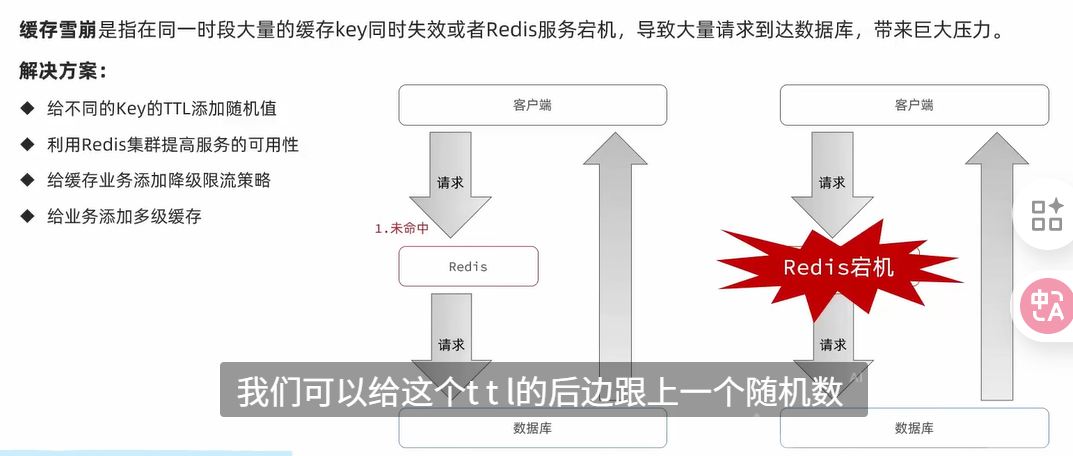 缓存雪崩是指在同一时段大量的缓存key同时失效或者Redis服务宕机，导致大量请求到达数据库，带来巨大压力。
解决方案：
◆ 给不同的Key的TTL添加随机值
◆ 利用Redis集群提高服务的可用性
◆ 给缓存业务添加降级限流策略
◆ 给业务添加多级缓存
客户端
请求
1.未命中
Redis
请求
数据库
客户端
请求
Redis宕机
请求
数据库
我们可以给这个ttl的后边跟上一个随机数
中
A
AI